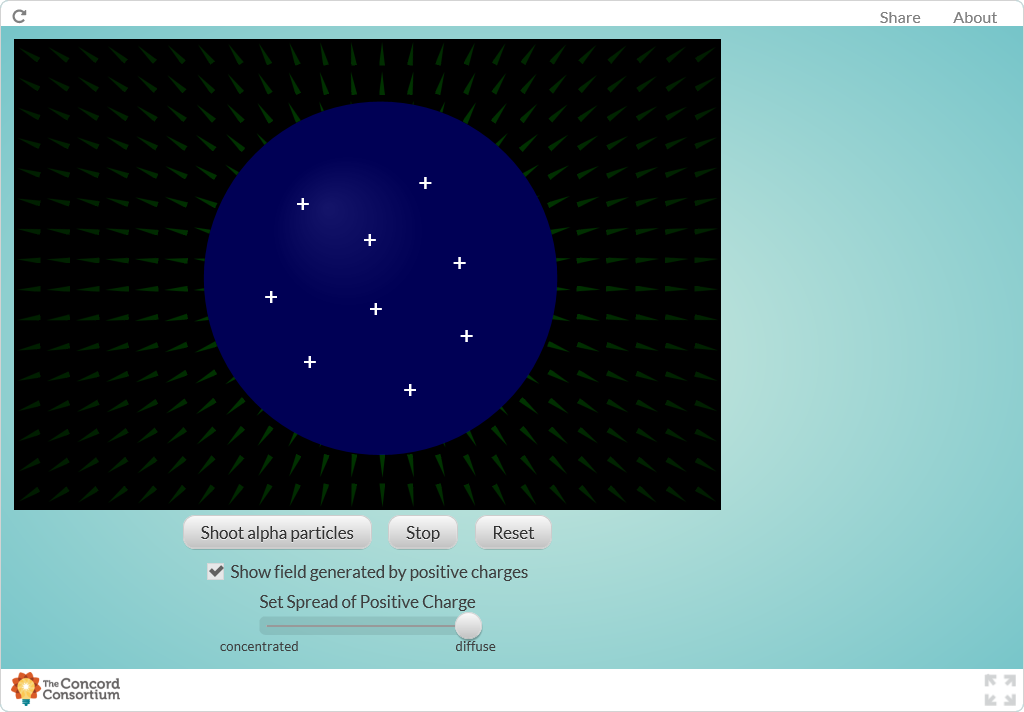 Share About
+
+
+
+
+
+
+
+
+
Shoot alpha particles Stop Reset
Show field generated by positive charges
Set Spread of Positive Charge
concentrated diffuse
The Concord
Consortium